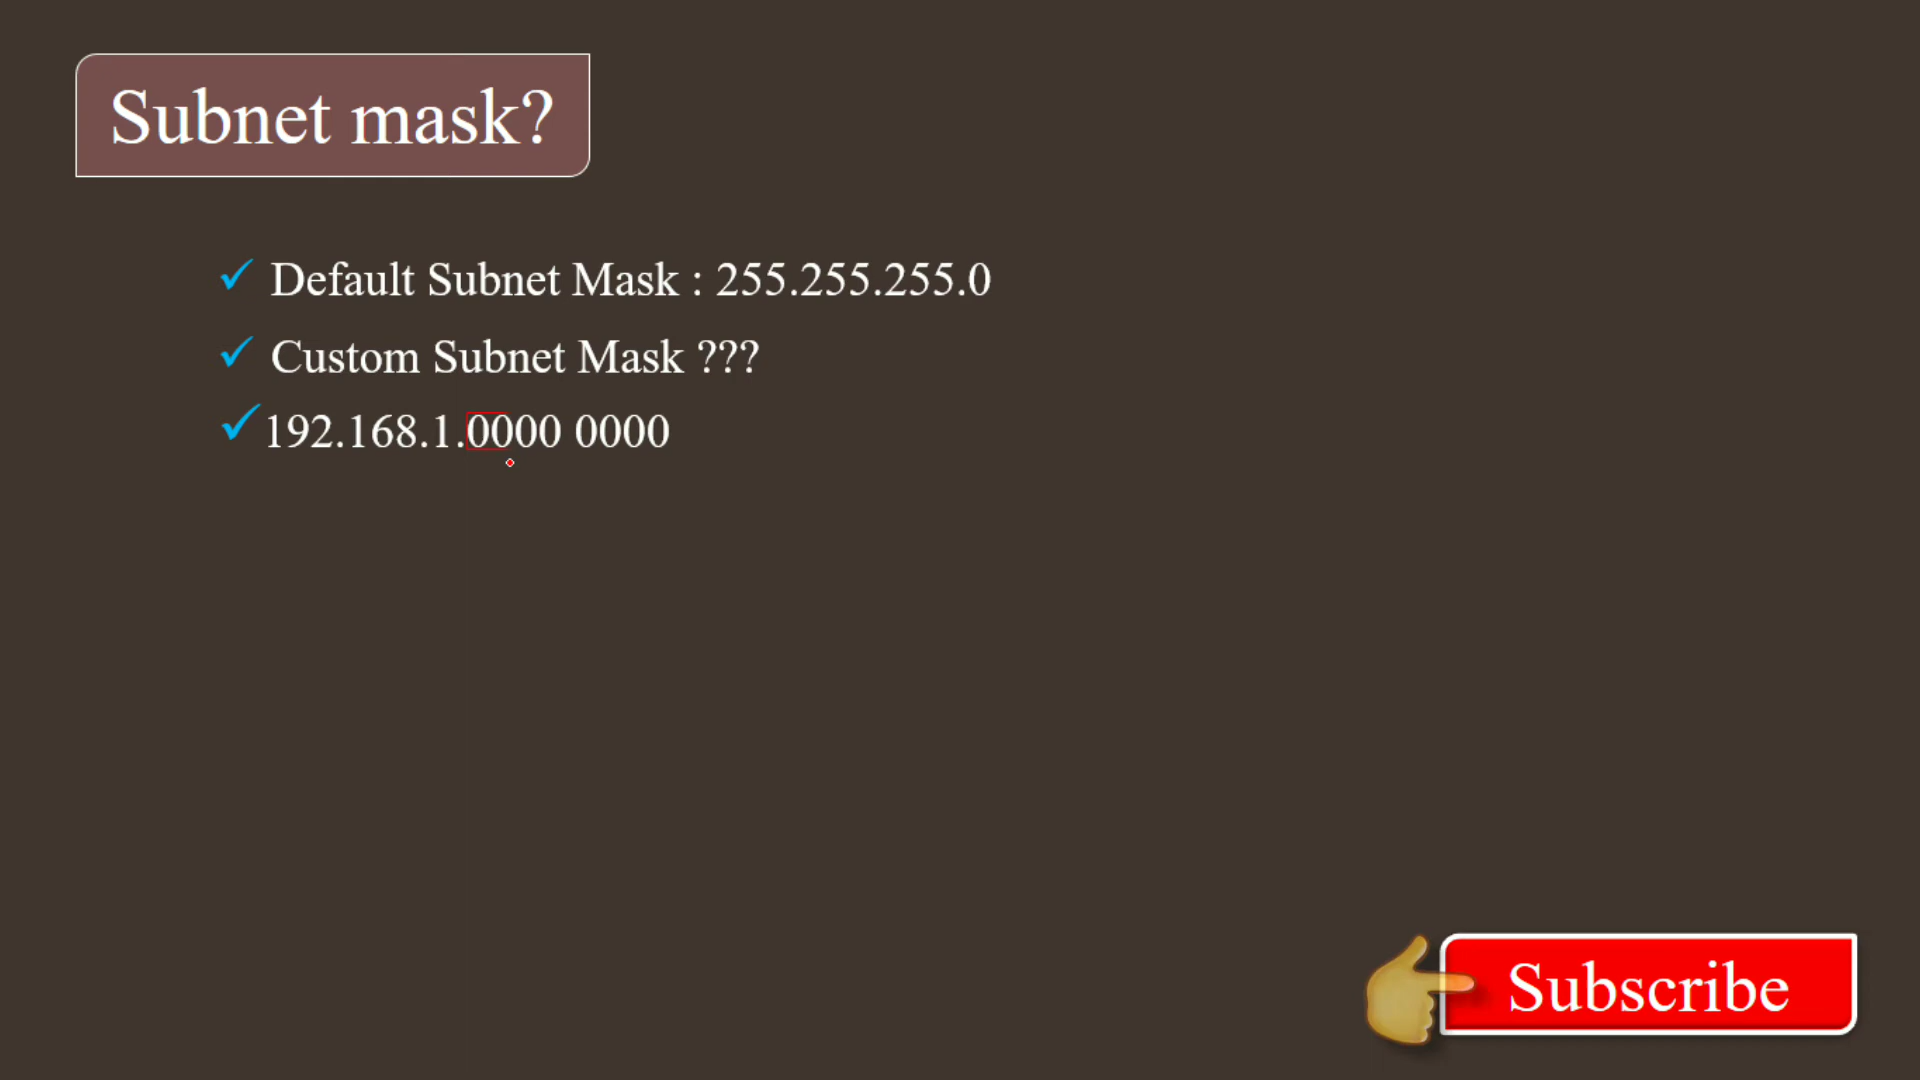 Subnet mask?
Default Subnet Mask : 255.255.255.0
Custom Subnet Mask ???
192.168.1.0000 0000
Subscribe